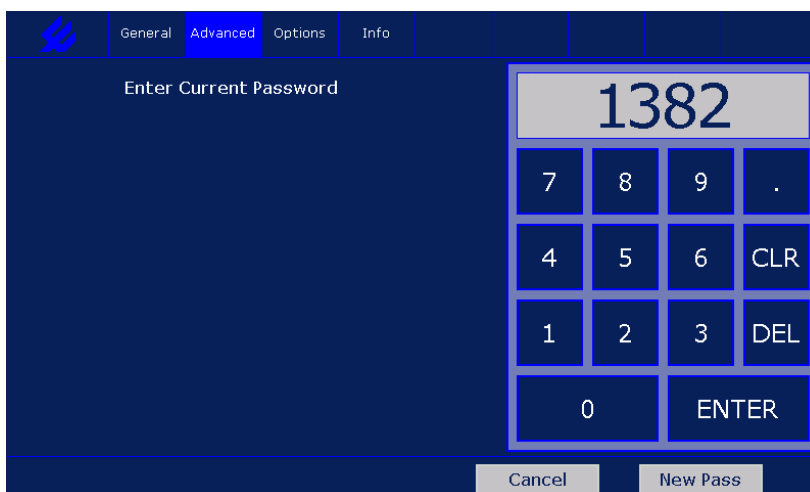 General Advanced Options Info
Enter Current Password
1382
7 8 9 .
4 5 6 CLR
1 2 3 DEL
0 ENTER
Cancel New Pass